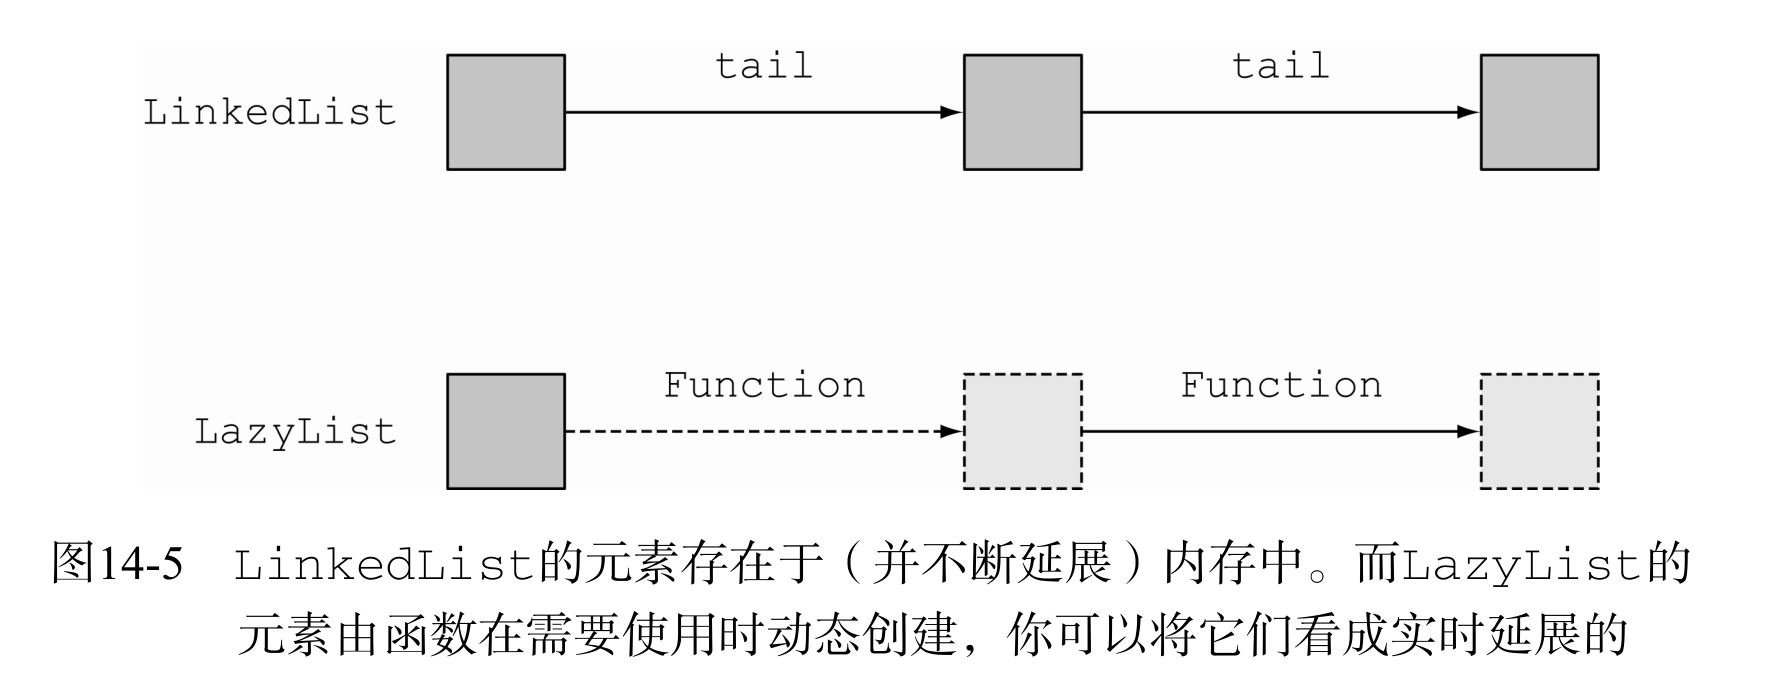 tail tail
LinkedList
Function Function
LazyList
图14-5 LinkedList的元素存在于（并不断延展）内存中。而LazyList的
元素由函数在需要使用时动态创建，你可以将它们看成实时延展的